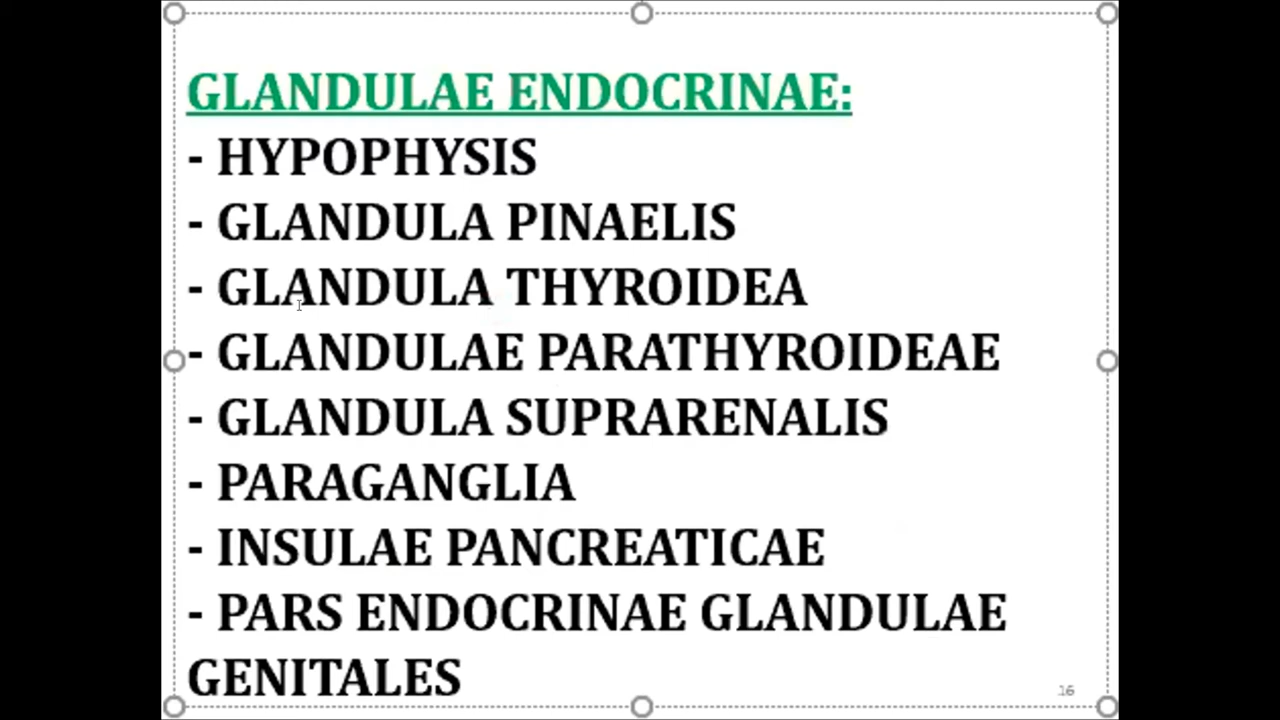 GLANDULAE ENDOCRINAE:
- HYPOPHYSIS
- GLANDULA PINAELIS
- GLANDULA THYROIDEA
- GLANDULAE PARATHYROIDEAE
- GLANDULA SUPRARENALIS
- PARAGANGLIA
- INSULAE PANCREATICAE
- PARS ENDOCRINAE GLANDULAE
GENITALES
16